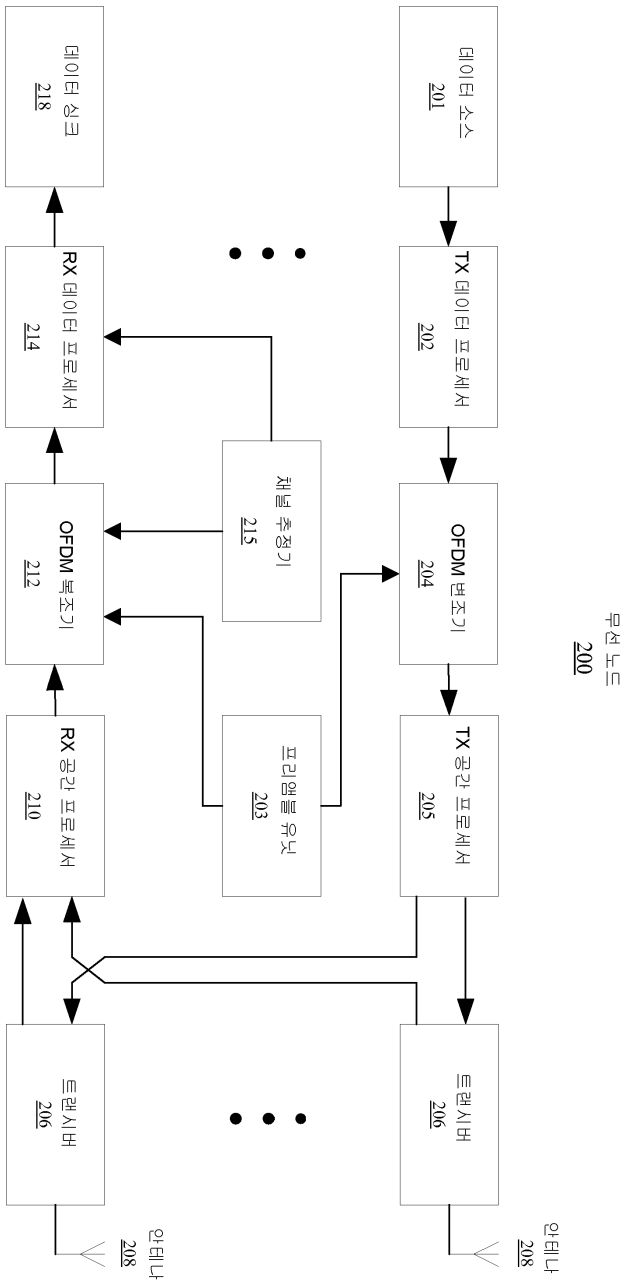 무선 노드
200
데이터 소스
201
TX 데이터 프로세서
202
OFDM 변조기
204
TX 공간 프로세서
205
트랜시버
206
안테나
208
채널 추정기
215
프리앰블 유닛
203
데이터 싱크
218
RX 데이터 프로세서
214
OFDM 복조기
212
RX 공간 프로세서
210
트랜시버
206
안테나
208